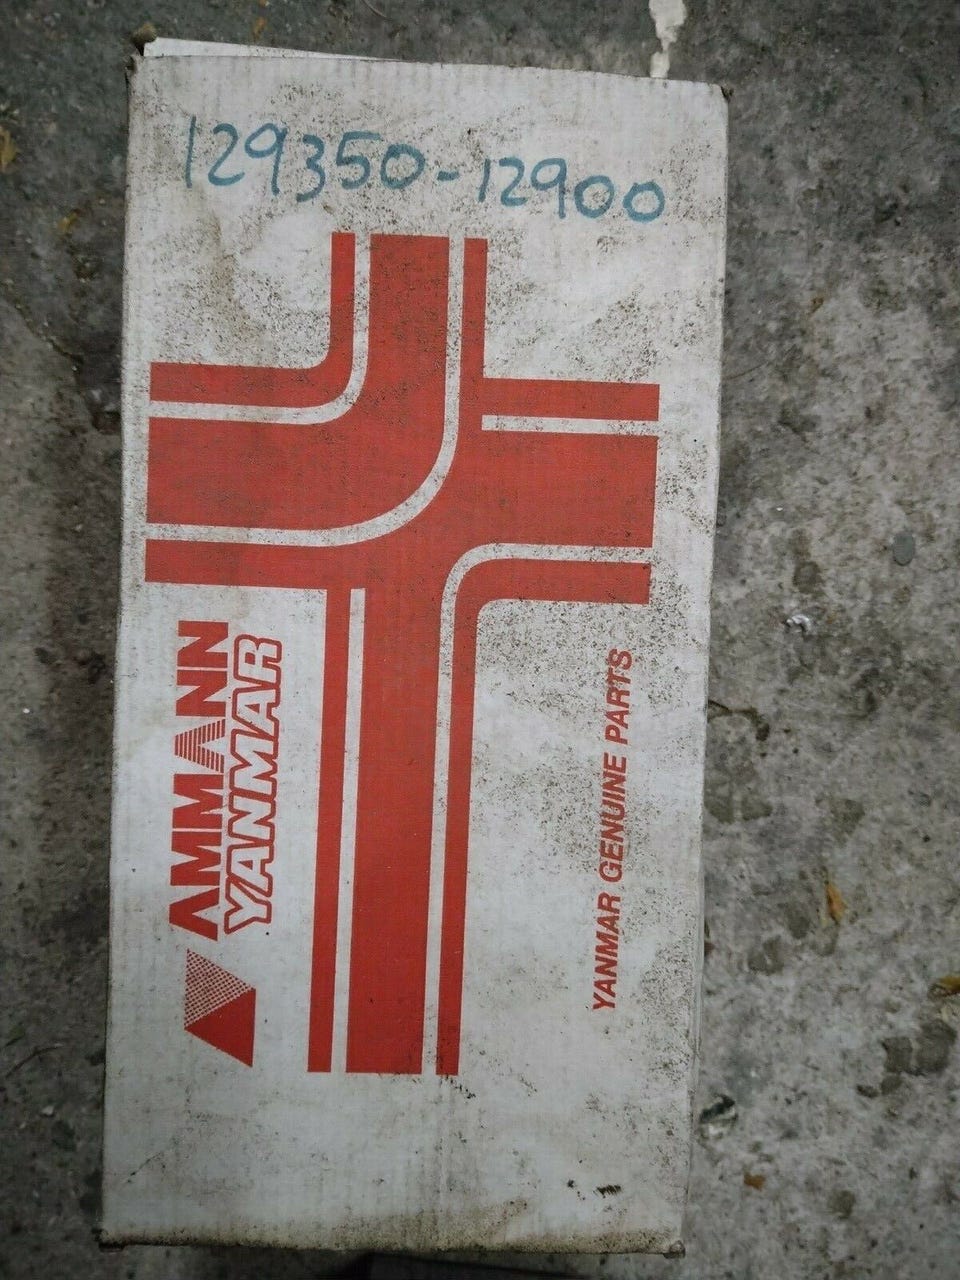 129350-12900
AMMANN
YANMAR
YANMAR GENUINE PARTS